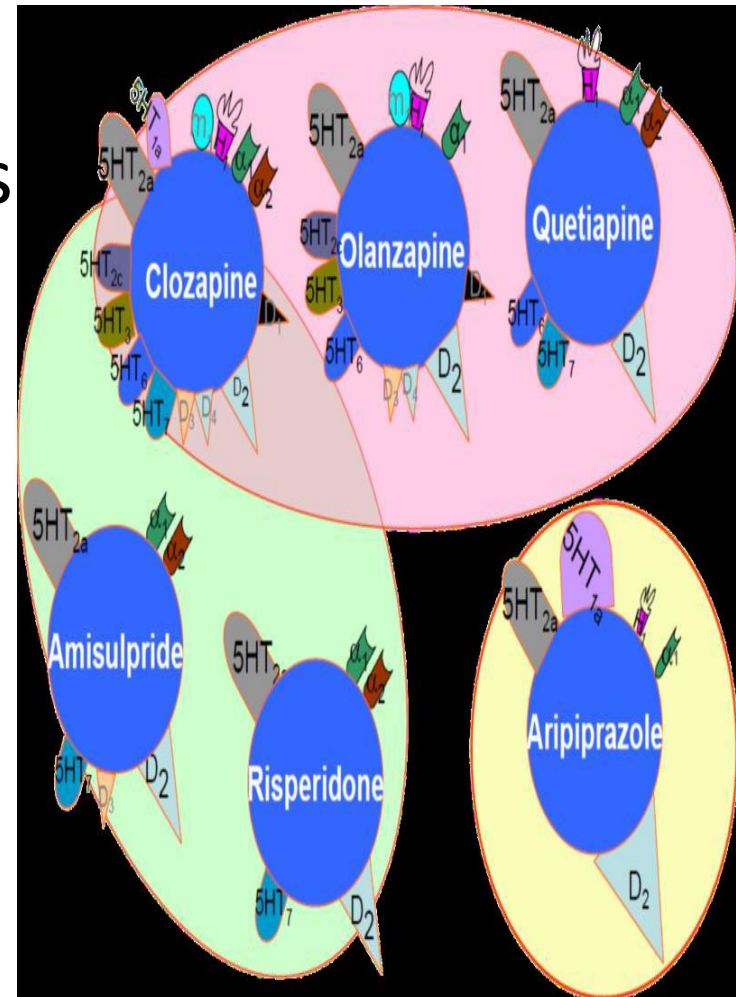 s
5HT1a
m
H1
α1
α2
5HT2a
5HT2c
5HT3
5HT6
5HT7
D3
D4
D2
D1
Clozapine
m
H1
α1
5HT2a
5HT2c
5HT3
5HT6
D3
D4
D2
D1
Olanzapine
H1
α1
α2
5HT2a
5HT6
5HT7
D2
Quetiapine
5HT2a
α1
α2
Amisulpride
5HT7
D3
D2
5HT2a
α1
α2
Risperidone
5HT7
D2
5HT1a
5HT2a
H1
α1
Aripiprazole
D2